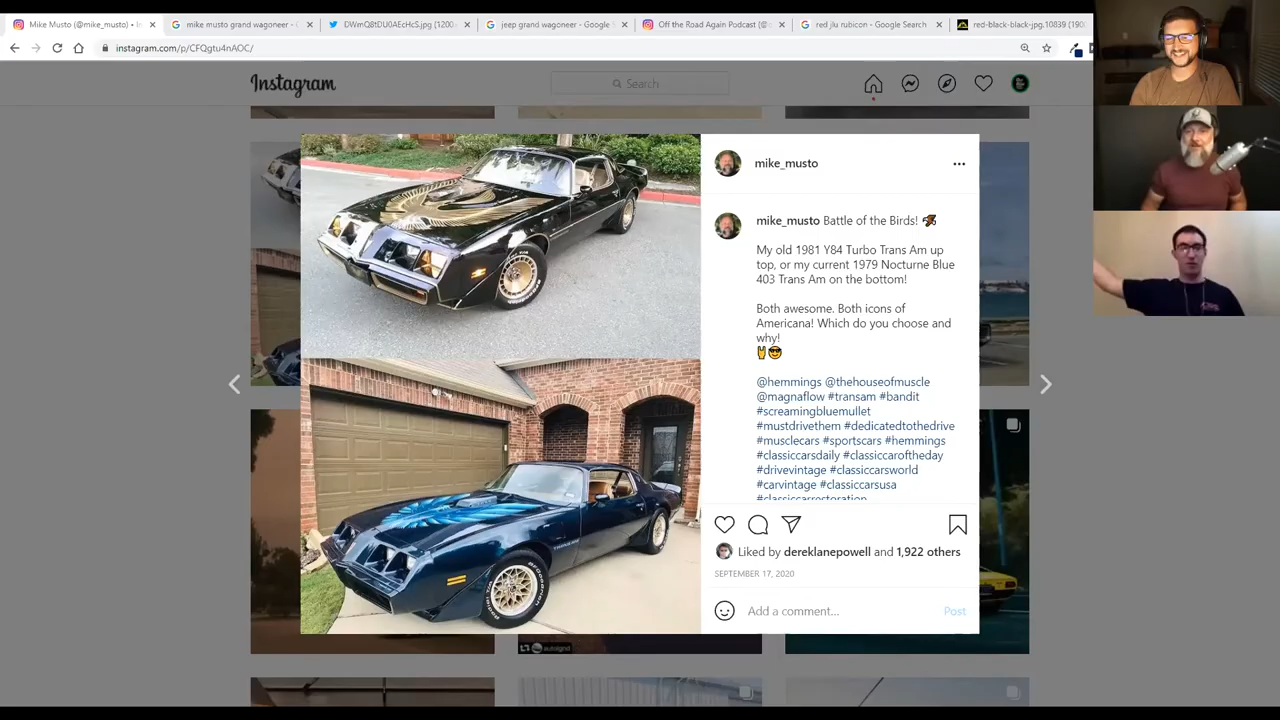 Mike Musto (@mike_musto) • I
mike musto grand wagoneer - G
DWmQ8tDU0AEcHcS.jpg (1200
jeep grand wagoneer - Google S
Off the Road Again Podcast (@
red jlu rubicon - Google Search
red-black-black-jpg.10839 (190
instagram.com/p/CFQgtu4nAOC/
Instagram
Search
mike_musto
mike_musto Battle of the Birds!
My old 1981 Y84 Turbo Trans Am up
top, or my current 1979 Nocturne Blue
403 Trans Am on the bottom!
Both awesome. Both icons of
Americana! Which do you choose and
why!
@hemmings @thehouseofmuscle
@magnaflow #transam #bandit
#screamingbluemullet
#mustdrivethem #dedicatedtothedrive
#musclecars #sportscars #hemmings
#classiccarsdaily #classiccaroftheday
#drivevintage #classiccarsworld
#carvintage #classiccarsusa
#classiccarrestoration
Liked by dereklanepowell and 1,922 others
SEPTEMBER 17, 2020
Add a comment...
Post